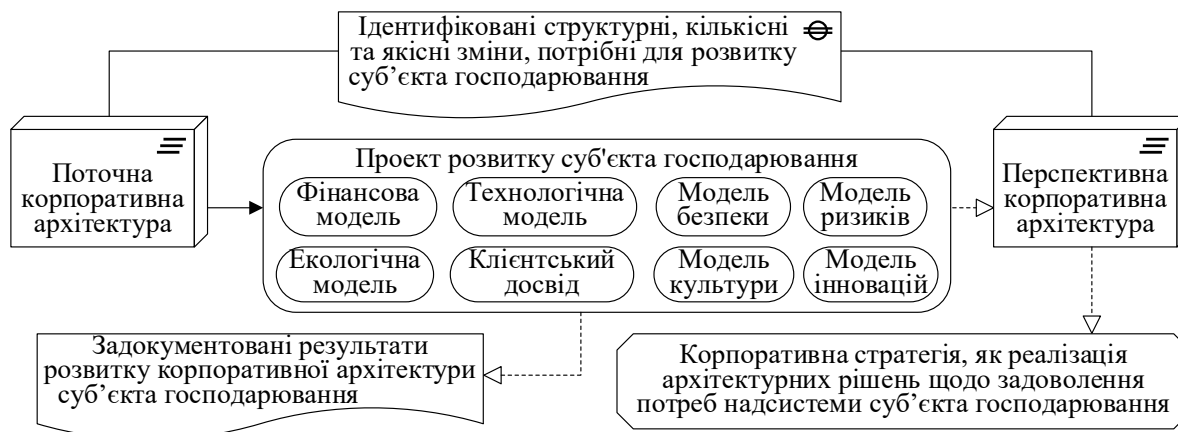 Ідентифіковані структурні, кількісні
та якісні зміни, потрібні для розвитку
суб’єкта господарювання
Поточна
корпоративна
архітектура
Проект розвитку суб'єкта господарювання
Фінансова
модель
Технологічна
модель
Модель
безпеки
Модель
ризиків
Екологічна
модель
Клієнтський
досвід
Модель
культури
Модель
інновацій
Перспективна
корпоративна
архітектура
Задокументовані результати
розвитку корпоративної архітектури
суб’єкта господарювання
Корпоративна стратегія, як реалізація
архітектурних рішень щодо задоволення
потреб надсистеми суб’єкта господарювання